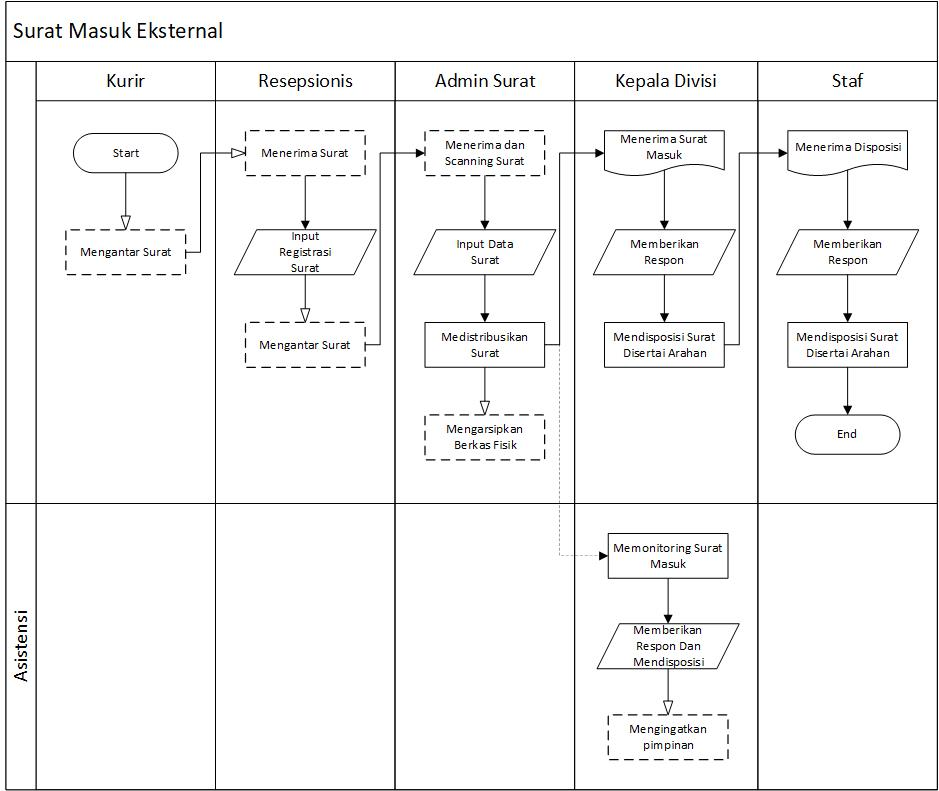 Surat Masuk Eksternal
Kurir
Resepsionis
Admin Surat
Kepala Divisi
Staf
Start
Mengantar Surat
Menerima Surat
Input
Registrasi
Surat
Mengantar Surat
Menerima dan
Scanning Surat
Input Data
Surat
Medistribusikan
Surat
Mengarsipkan
Berkas Fisik
Menerima Surat
Masuk
Memberikan
Respon
Mendisposisi Surat
Disertai Arahan
Menerima Disposisi
Memberikan
Respon
Mendisposisi Surat
Disertai Arahan
End
Asistensi
Memonitoring Surat
Masuk
Memberikan
Respon Dan
Mendisposisi
Mengingatkan
pimpinan